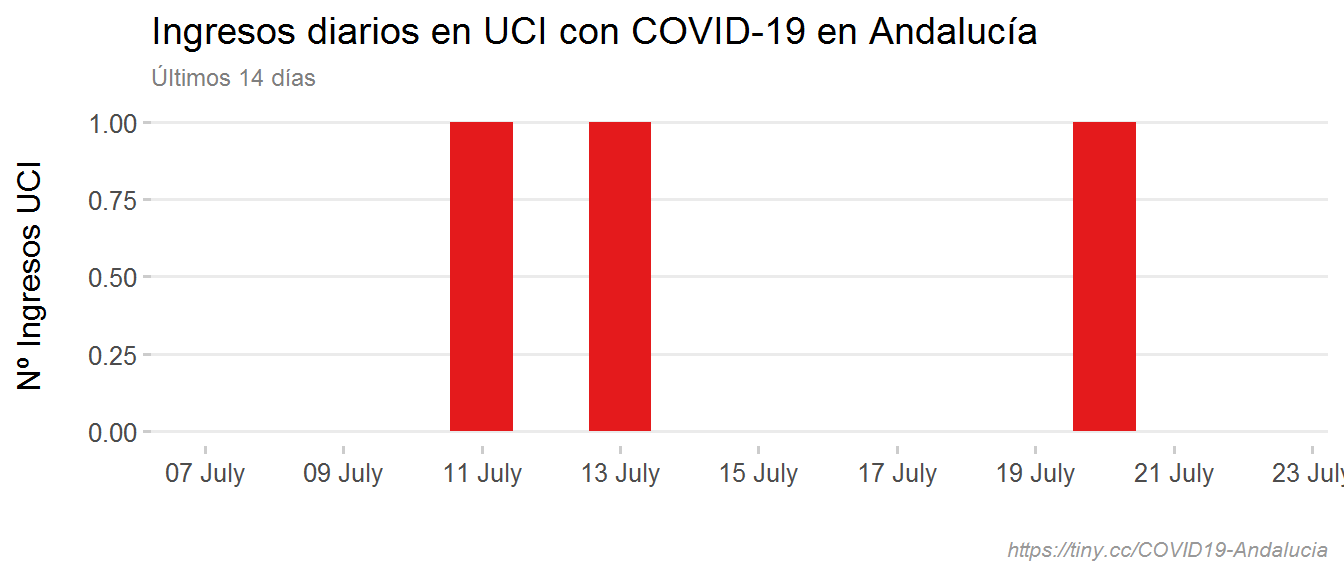 Ingresos diarios en UCI con COVID-19 en Andalucía
Últimos 14 días
Nº Ingresos UCI
1.00
0.75
0.50
0.25
0.00
07 July 09 July 11 July 13 July 15 July 17 July 19 July 21 July 23 July
https://tiny.cc/COVID19-Andalucia